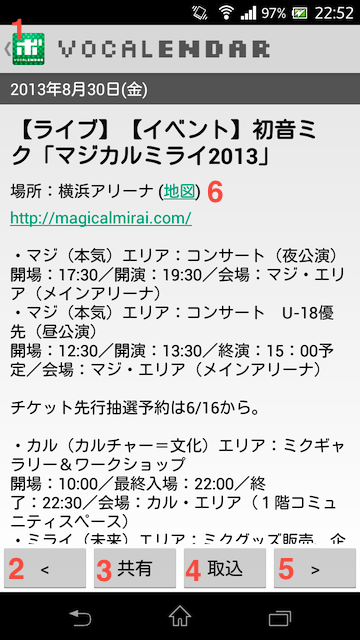 97% 22:52
1
ボ VOCALENDAR VOCALENDAR
2013年8月30日(金)
【ライブ】【イベント】初音ミ
ク「マジカルミライ2013」
場所：横浜アリーナ (地図) 6
http://magicalmirai.com/
・マジ（本気）エリア：コンサート（夜公演）
開場：17:30／開演：19:30／会場：マジ・エリ
ア（メインアリーナ）
・マジ（本気）エリア：コンサート　U-18優
先（昼公演）
開場：12:30／開演：13:30／終演：15：00予
定／会場：マジ・エリア（メインアリーナ）
チケット先行抽選予約は6/16から。
・カル（カルチャー＝文化）エリア：ミクギャ
ラリー＆ワークショップ
開場：10:00／最終入場：22:00／終
了：22:30／会場：カル・エリア（１階コミュ
ニティスペース）
・ミライ（未来）エリア：ミクグッズ販売、企
2 < 3 共有 4 取込 5 >